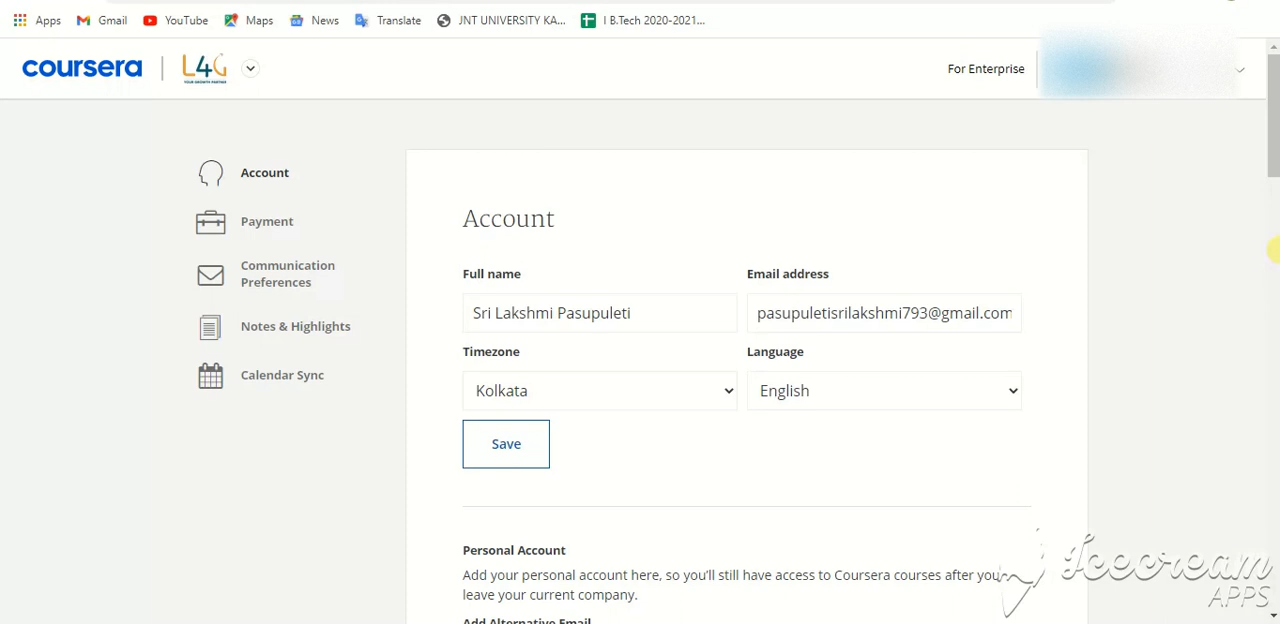 Apps Gmail YouTube Maps News Translate JNT UNIVERSITY KA... I B.Tech 2020-2021...
coursera L4G For Enterprise
YOUR GROWTH PARTNER
Account
Payment
Communication
Preferences
Notes & Highlights
Calendar Sync
Account
Full name Email address
Sri Lakshmi Pasupuleti pasupuletisrilakshmi793@gmail.com
Timezone Language
Kolkata English
Save
Personal Account
Add your personal account here, so you'll still have access to Coursera courses after you
leave your current company.
Add Alternative Email
Icecream
APPS